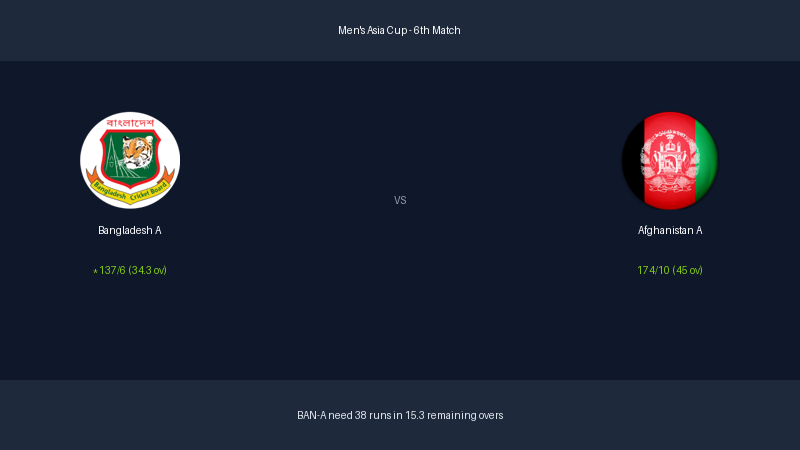 Men's Asia Cup - 6th Match
বাংলাদেশ
Bangladesh Cricket Board
VS
Bangladesh A
Afghanistan A
* 137/6 (34.3 ov)
174/10 (45 ov)
BAN-A need 38 runs in 15.3 remaining overs